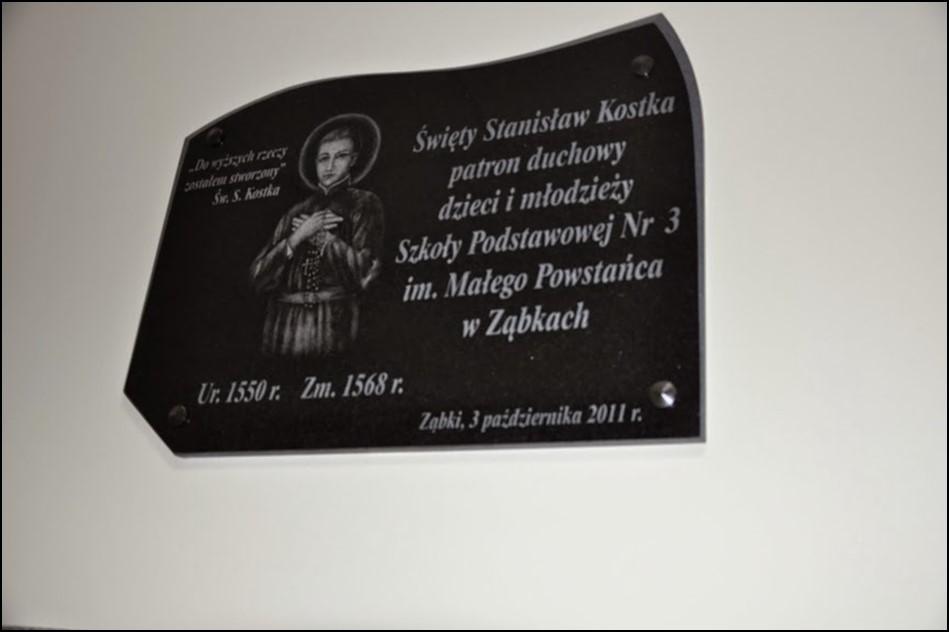 „Do wyższych rzeczy
zostałem stworzony”
Św. S. Kostka
Święty Stanisław Kostka
patron duchowy
dzieci i młodzieży
Szkoły Podstawowej Nr 3
im. Małego Powstańca
w Ząbkach
Ur. 1550 r. Zm. 1568 r.
Ząbki, 3 października 2011 r.